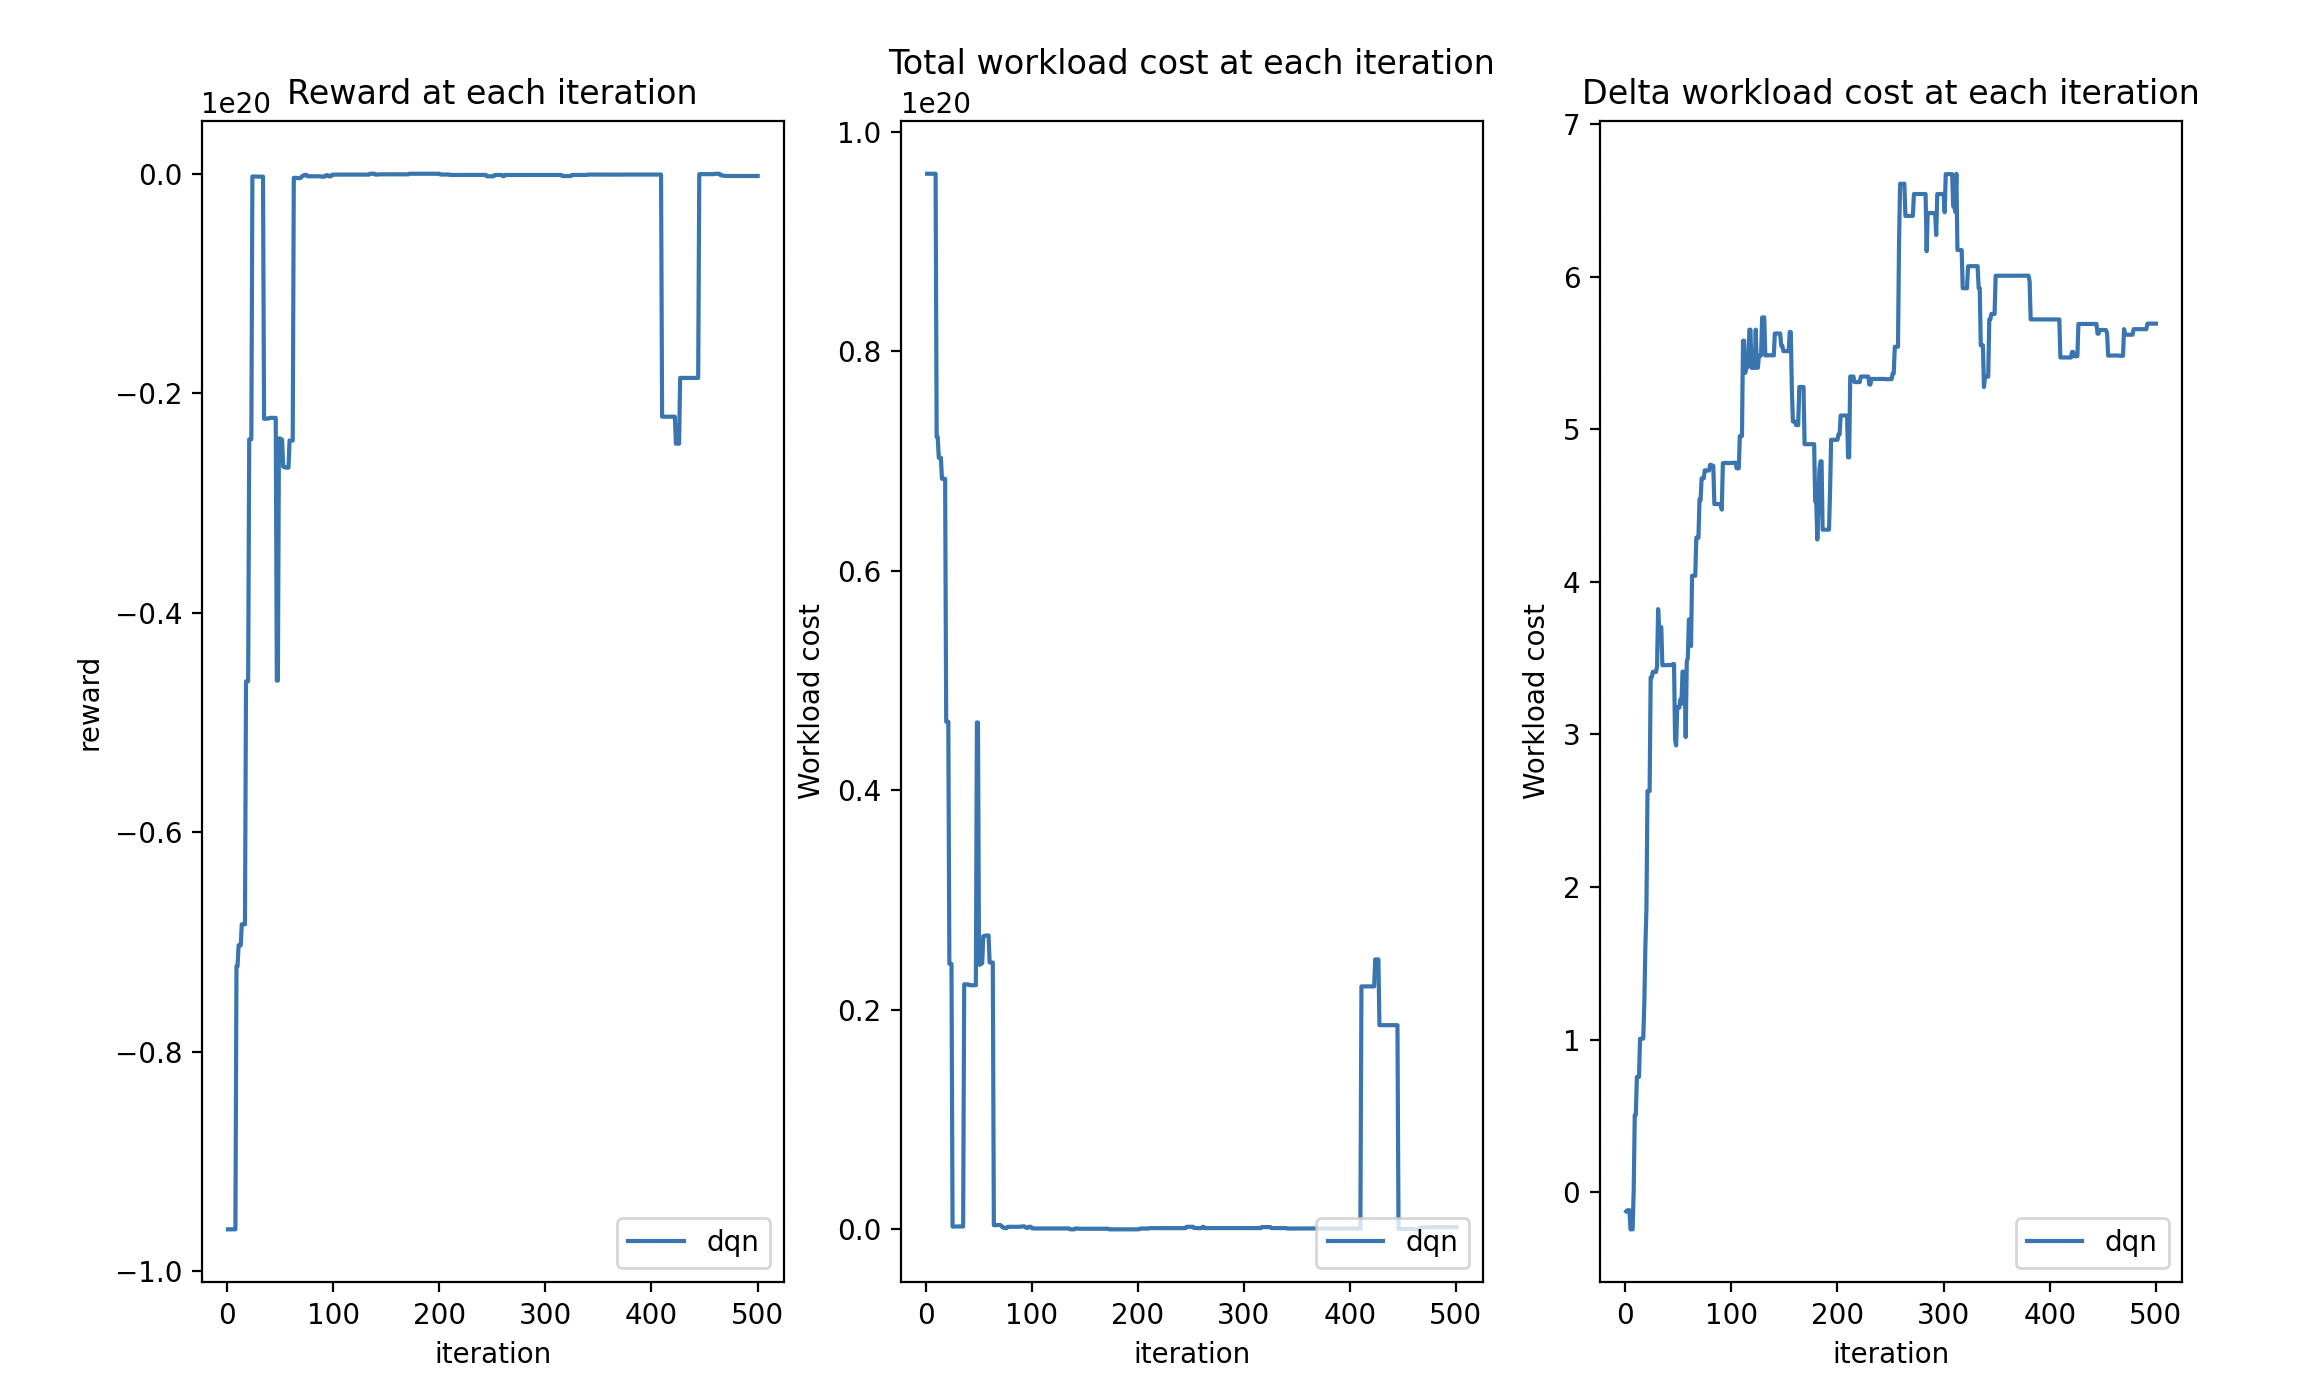 Reward at each iteration
1e20
0.0
−0.2
−0.4
−0.6
−0.8
−1.0
reward
0 100 200 300 400 500
iteration
dqn
Total workload cost at each iteration
1e20
1.0
0.8
0.6
0.4
0.2
0.0
Workload cost
0 100 200 300 400 500
iteration
dqn
Delta workload cost at each iteration
7
6
5
4
3
2
1
0
Workload cost
0 100 200 300 400 500
iteration
dqn